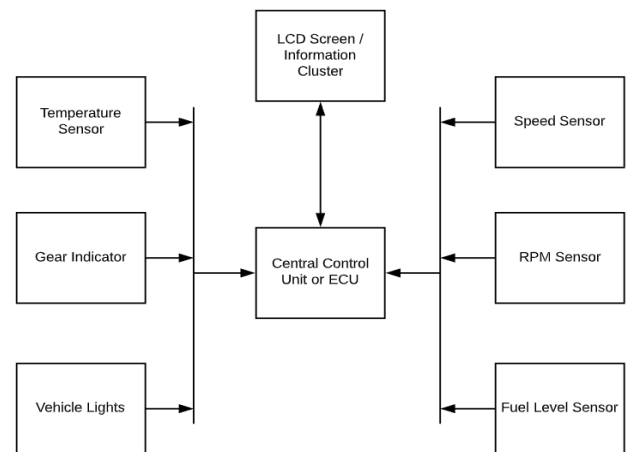 LCD Screen /
Information
Cluster
Temperature
Sensor
Speed Sensor
Gear Indicator
Central Control
Unit or ECU
RPM Sensor
Vehicle Lights
Fuel Level Sensor